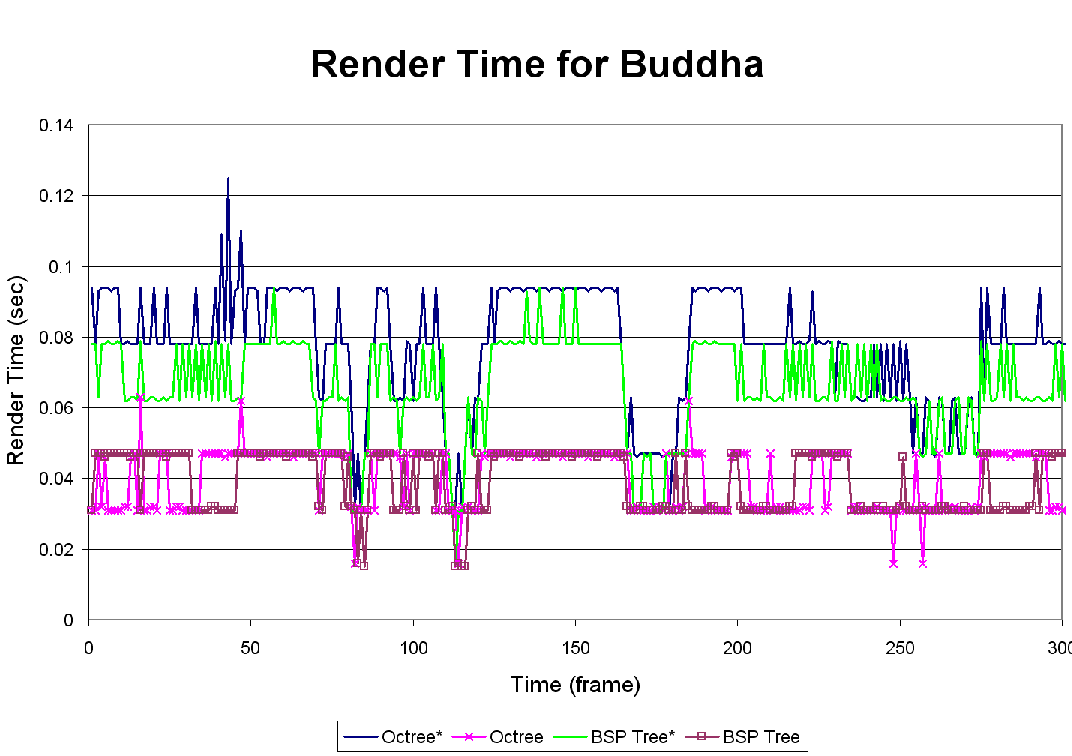 Render Time for Buddha
0.14
0.12
0.1
0.08
0.06
0.04
0.02
0
Render Time (sec)
0 50 100 150 200 250 300
Time (frame)
Octree* Octree BSP Tree* BSP Tree